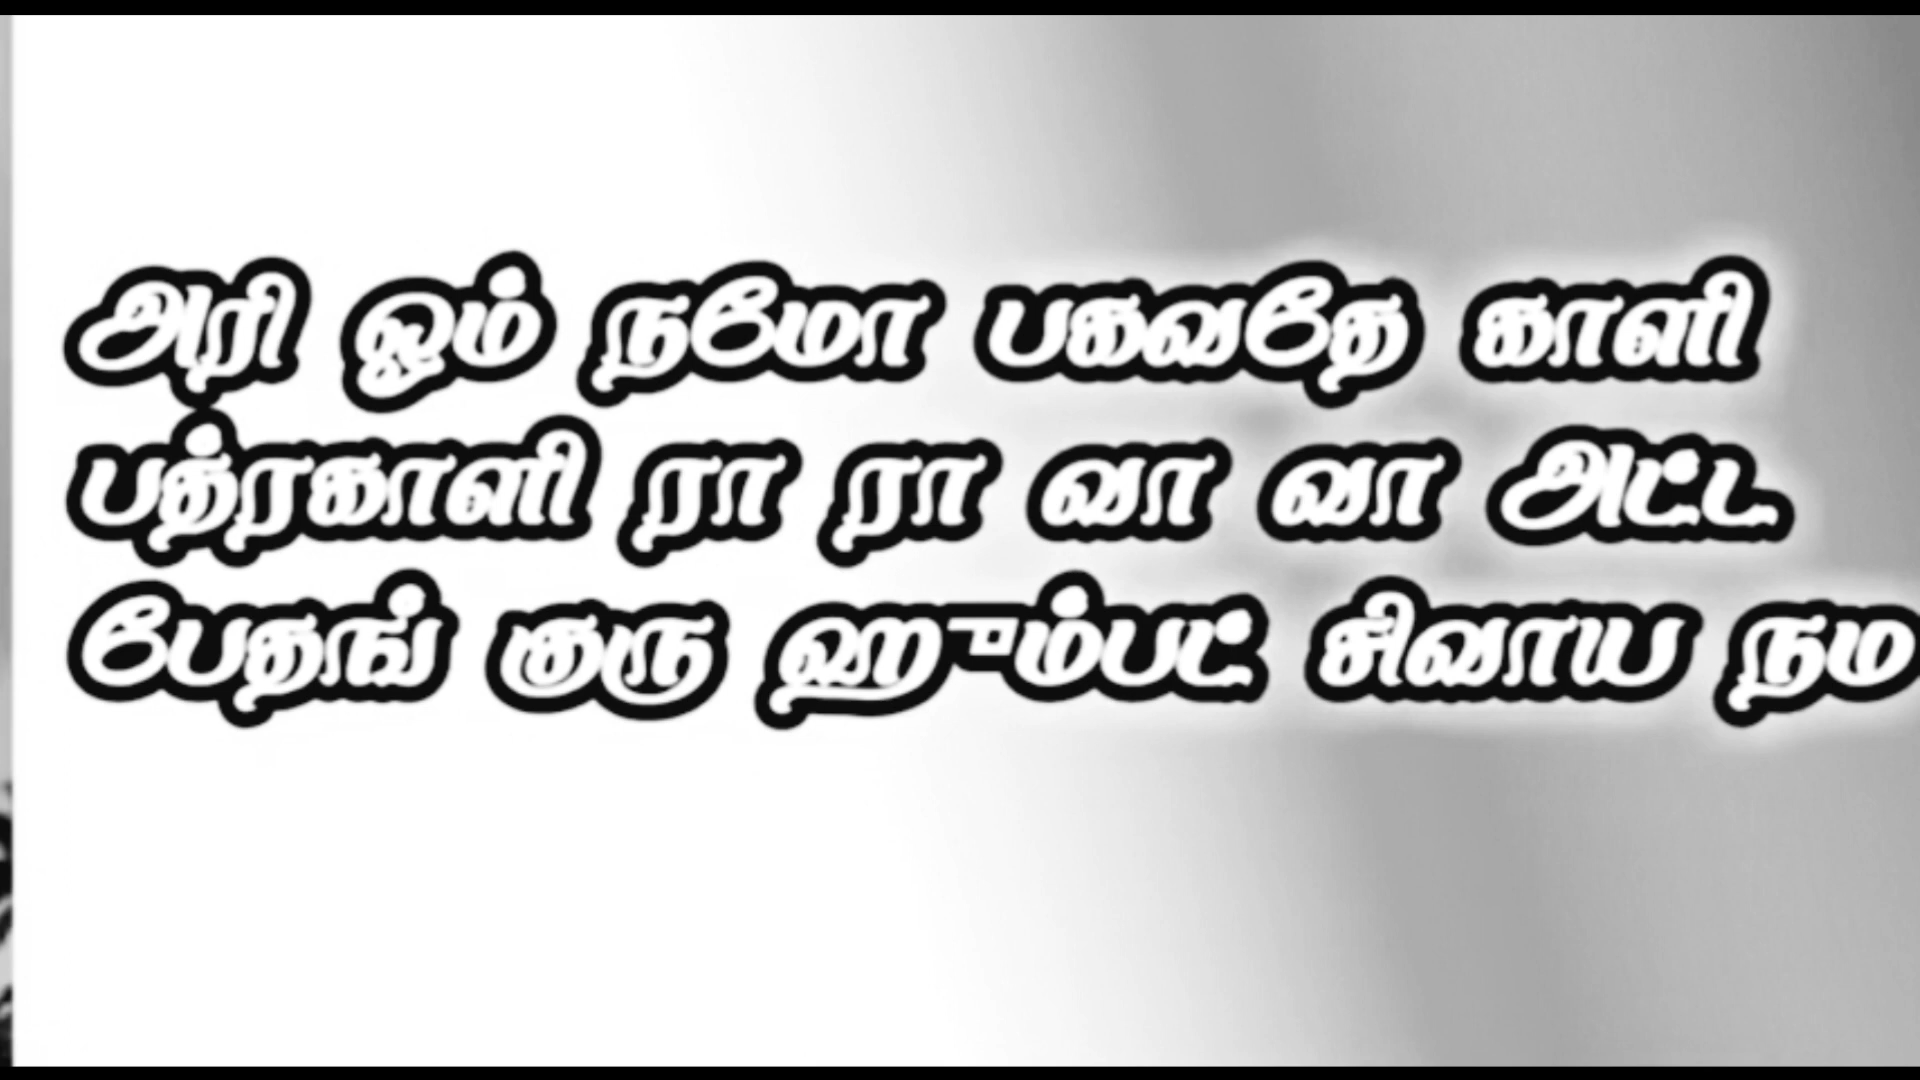 அரி ஓம் நமோ பகவதே காளி
பத்ரகாளி ரா ரா வா வா அட்ட
பேதங் குரு ஹும்பட் சிவாய நம